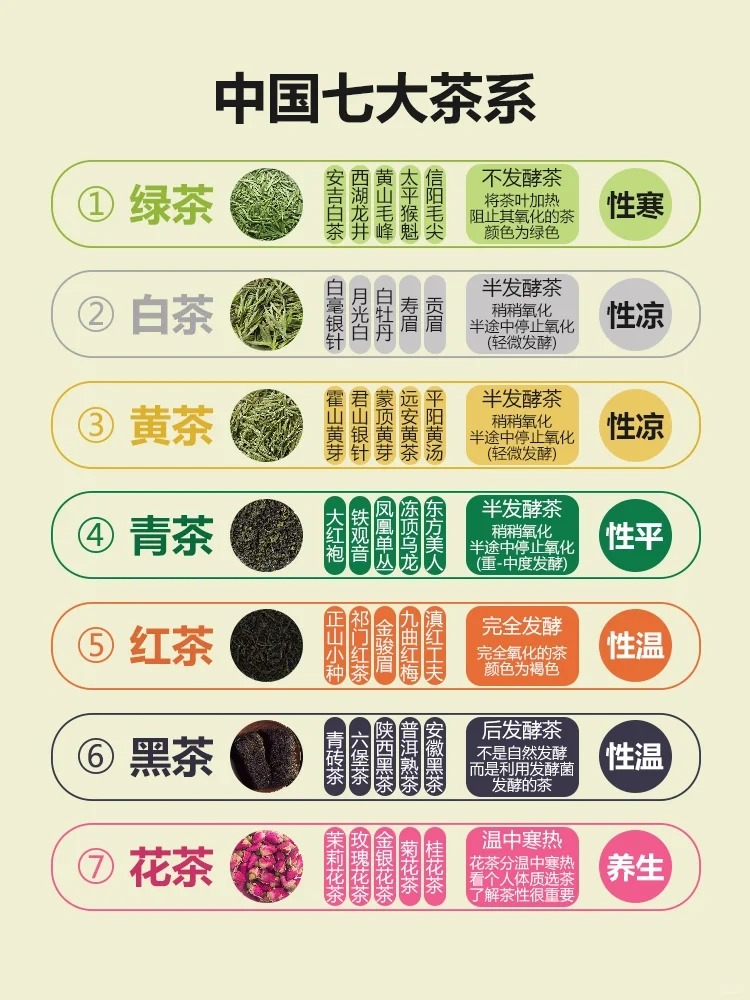 中国七大茶系
①
绿茶
安吉白茶
西湖龙井
黄山毛峰
太平猴魁
信阳毛尖
不发酵茶
将茶叶加热
阻止其氧化的茶
颜色为绿色
性寒
②
白茶
白毫银针
月光白
白牡丹
寿眉
贡眉
半发酵茶
稍稍氧化
半途中停止氧化
(轻微发酵)
性凉
③
黄茶
霍山黄芽
君山银针
蒙顶黄芽
远安黄茶
平阳黄汤
半发酵茶
稍稍氧化
半途中停止氧化
(轻微发酵)
性凉
④
青茶
大红袍
铁观音
凤凰单丛
冻顶乌龙
东方美人
半发酵茶
稍稍氧化
半途中停止氧化
(重-中度发酵)
性平
⑤
红茶
正山小种
祁门红茶
金骏眉
九曲红梅
滇红工夫
完全发酵
完全氧化的茶
颜色为褐色
性温
⑥
黑茶
青砖茶
六堡茶
陕西黑茶
普洱熟茶
安徽黑茶
后发酵茶
不是自然发酵
而是利用发酵菌
发酵的茶
性温
⑦
花茶
茉莉花茶
玫瑰花茶
金银花茶
菊花茶
桂花茶
温中寒热
花茶分温中寒热
看个人体质选茶
了解茶性很重要
养生